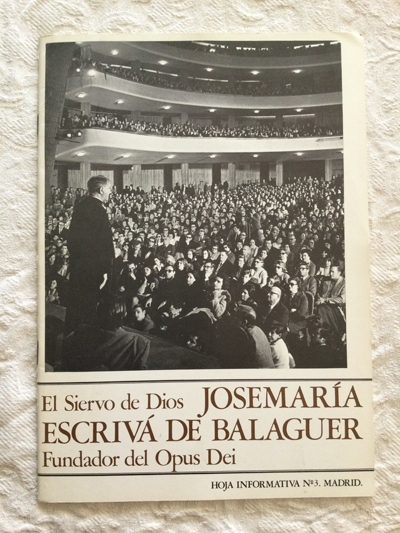 El Siervo de Dios JOSEMARÍA
ESCRIVÁ DE BALAGUER
Fundador del Opus Dei
HOJA INFORMATIVA Nº3. MADRID.